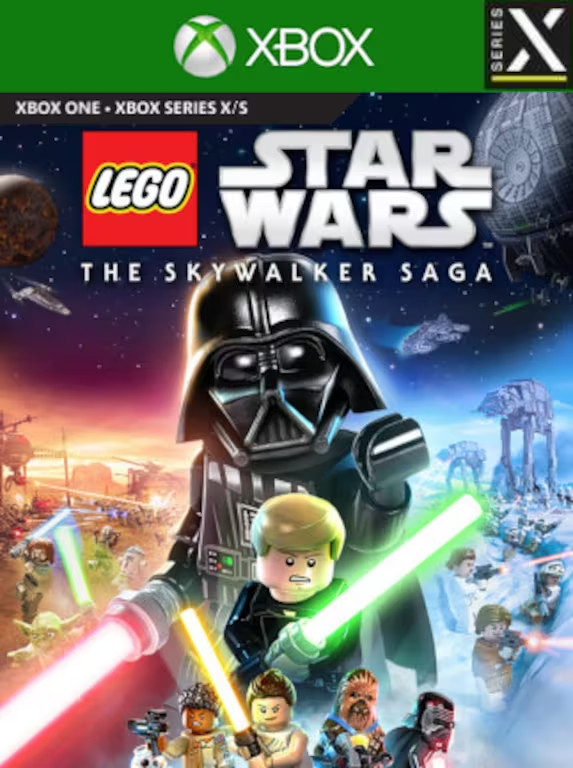 XBOX
SERIES X
XBOX ONE • XBOX SERIES X/S
LEGO
STAR
WARS
THE SKYWALKER SAGA